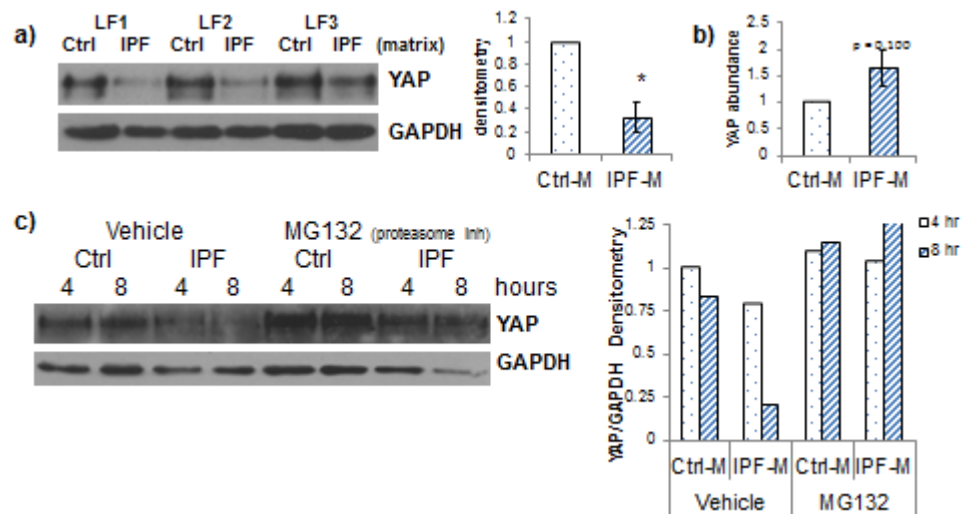 a)
LF1 LF2 LF3
Ctrl IPF Ctrl IPF Ctrl IPF (matrix)
YAP
GAPDH
densitometry
1.2
1
0.8
0.6
0.4
0.2
0
*
Ctrl-M IPF-M
b)
YAP abundance
2.5
2
1.5
1
0.5
0
p = 0.100
Ctrl-M IPF-M
c)
Vehicle MG132 (proteasome Inh)
Ctrl IPF Ctrl IPF
4 8 4 8 4 8 4 8 hours
YAP
GAPDH
YAP/GAPDH Densitometry
1.25
1
0.75
0.5
0.25
0
4 hr
8 hr
Ctrl-M IPF-M Ctrl-M IPF-M
Vehicle MG132